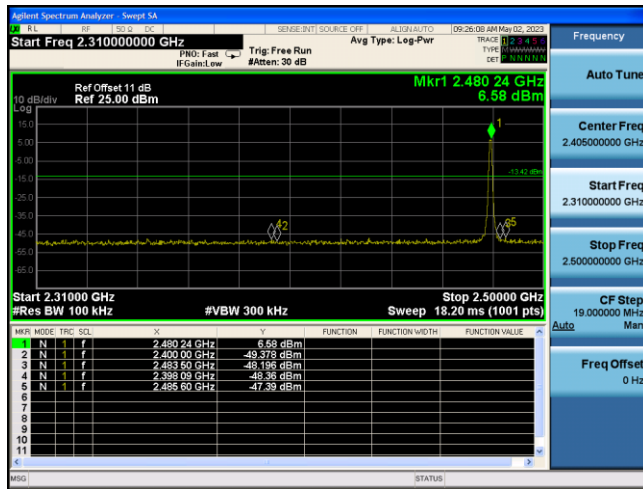 Agilent Spectrum Analyzer - Swept SA
RL RF 50 Ω DC SENSE:INT SOURCE OFF ALIGNAUTO 09:26:08 AM May 02, 2023
Start Freq 2.310000000 GHz
PNO: Fast
IFGain:Low
Trig: Free Run
#Atten: 30 dB
Avg Type: Log-Pwr
TRACE 1 2 3 4 5 6
TYPE
DET P N N N N N
Ref Offset 11 dB
Ref 25.00 dBm
10 dB/div
Log
Mkr1 2.480 24 GHz
6.58 dBm
15.0
5.00
-5.00
-15.0
-25.0
-35.0
-45.0
-55.0
-65.0
1
-13.42 dBm
Start 2.31000 GHz
Stop 2.50000 GHz
#Res BW 100 kHz
#VBW 300 kHz
Sweep 18.20 ms (1001 pts)
MKR MODE TRC SCL X Y FUNCTION FUNCTION WIDTH FUNCTION VALUE
1 N 1 f 2.480 24 GHz 6.58 dBm
2 N 1 f 2.400 00 GHz -49.378 dBm
3 N 1 f 2.483 50 GHz -48.196 dBm
4 N 1 f 2.398 09 GHz -48.36 dBm
5 N 1 f 2.485 60 GHz -47.39 dBm
6
7
8
9
10
11
MSG
STATUS
Frequency
Auto Tune
Center Freq
2.405000000 GHz
Start Freq
2.310000000 GHz
Stop Freq
2.500000000 GHz
CF Step
19.000000 MHz
Auto Man
Freq Offset
0 Hz